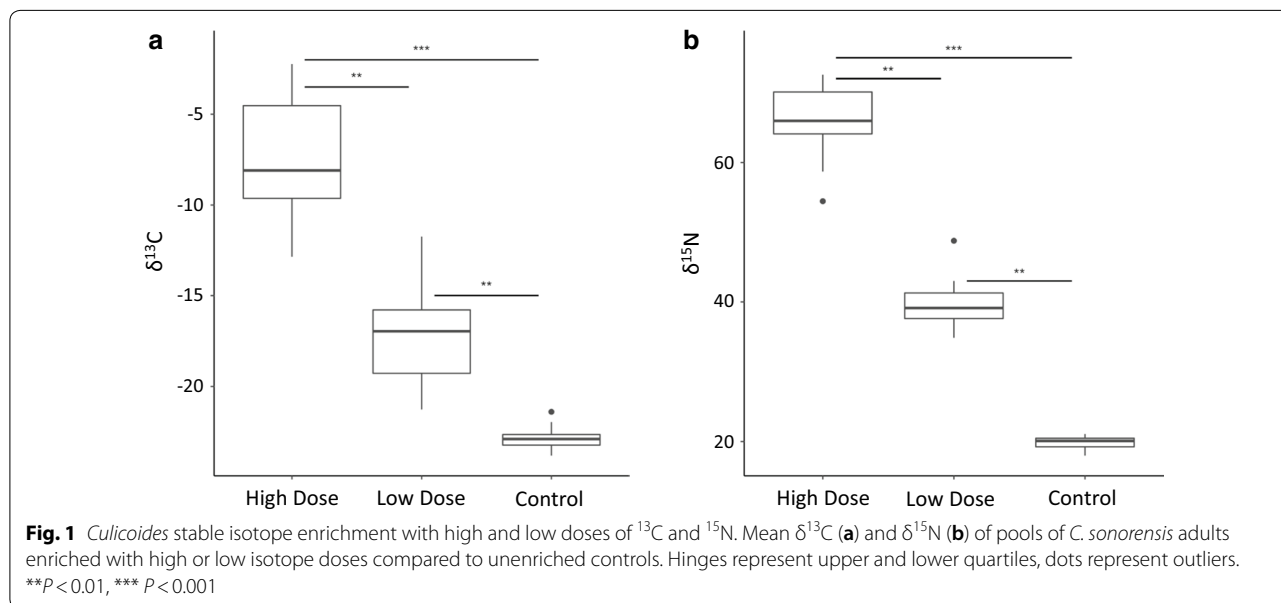 a
b
***
***
**
**
-5
-10
-15
-20
δ¹³C
**
60
40
20
δ¹⁵N
**
High Dose Low Dose Control
High Dose Low Dose Control
Fig. 1 Culicoides stable isotope enrichment with high and low doses of ¹³C and ¹⁵N. Mean δ¹³C (a) and δ¹⁵N (b) of pools of C. sonorensis adults
enriched with high or low isotope doses compared to unenriched controls. Hinges represent upper and lower quartiles, dots represent outliers.
**P < 0.01, *** P < 0.001